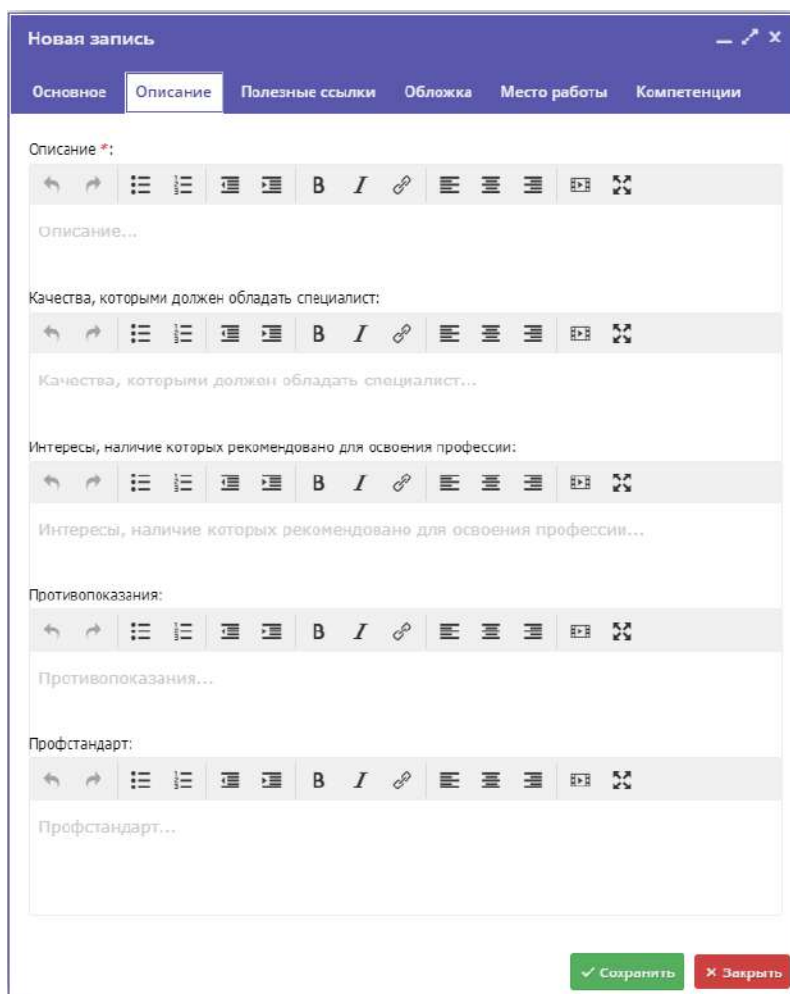 Новая запись
Основное Описание Полезные ссылки Обложка Место работы Компетенции
Описание *:
B I
Описание...
Качества, которыми должен обладать специалист:
B I
Качества, которыми должен обладать специалист...
Интересы, наличие которых рекомендовано для освоения профессии:
B I
Интересы, наличие которых рекомендовано для освоения профессии...
Противопоказания:
B I
Противопоказания...
Профстандарт:
B I
Профстандарт...
Сохранить Закрыть